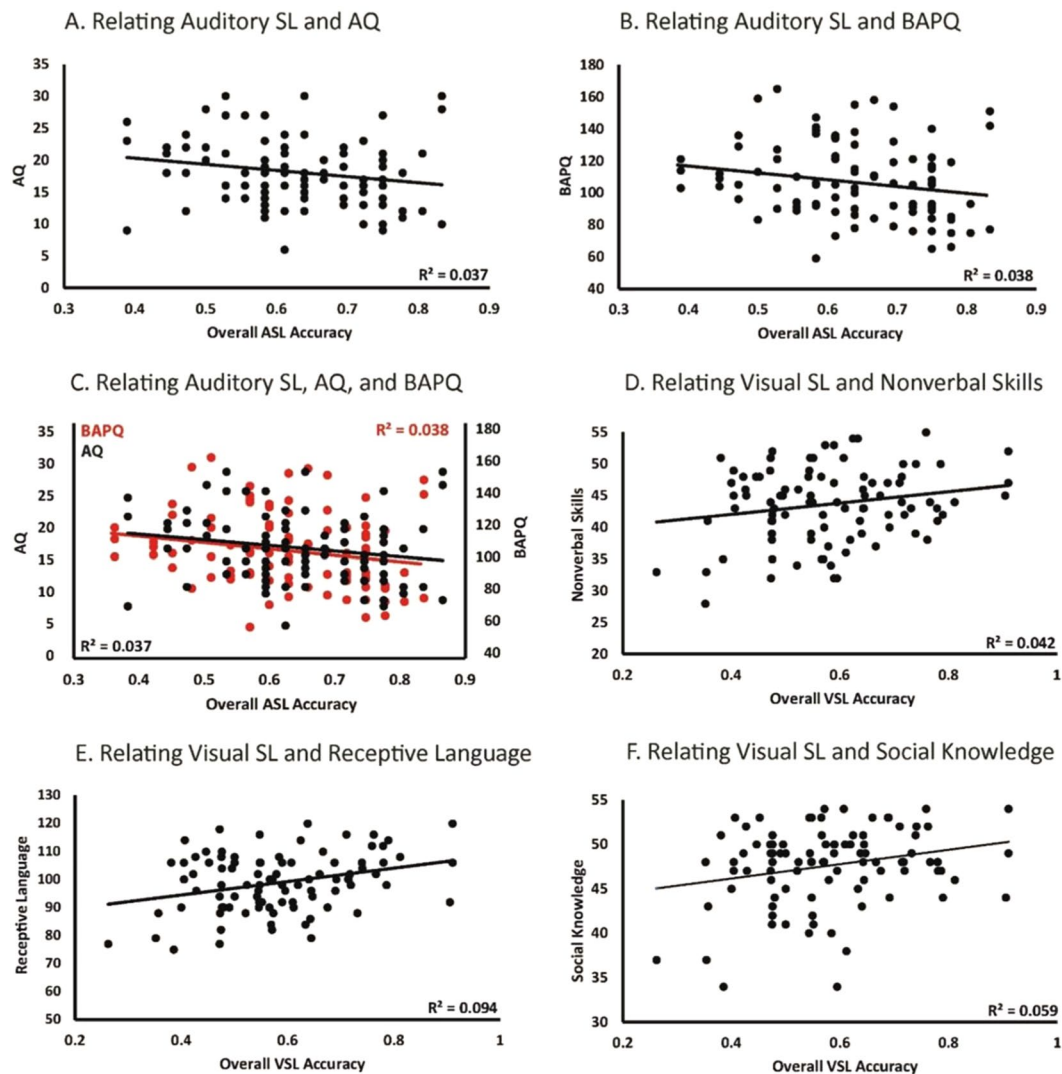 A. Relating Auditory SL and AQ
35
30
25
20
15
10
5
0
AQ
R² = 0.037
0.3 0.4 0.5 0.6 0.7 0.8 0.9
Overall ASL Accuracy
B. Relating Auditory SL and BAPQ
180
160
140
120
100
80
60
40
BAPQ
R² = 0.038
0.3 0.4 0.5 0.6 0.7 0.8 0.9
Overall ASL Accuracy
C. Relating Auditory SL, AQ, and BAPQ
35
30
25
20
15
10
5
0
AQ
BAPQ
AQ
R² = 0.038
R² = 0.037
180
160
140
120
100
80
60
40
BAPQ
0.3 0.4 0.5 0.6 0.7 0.8 0.9
Overall ASL Accuracy
D. Relating Visual SL and Nonverbal Skills
55
50
45
40
35
30
25
20
Nonverbal Skills
R² = 0.042
0.2 0.4 0.6 0.8 1
Overall VSL Accuracy
E. Relating Visual SL and Receptive Language
130
120
110
100
90
80
70
60
50
Receptive Language
R² = 0.094
0.2 0.4 0.6 0.8 1
Overall VSL Accuracy
F. Relating Visual SL and Social Knowledge
55
50
45
40
35
30
Social Knowledge
R² = 0.059
0.2 0.4 0.6 0.8 1
Overall VSL Accuracy